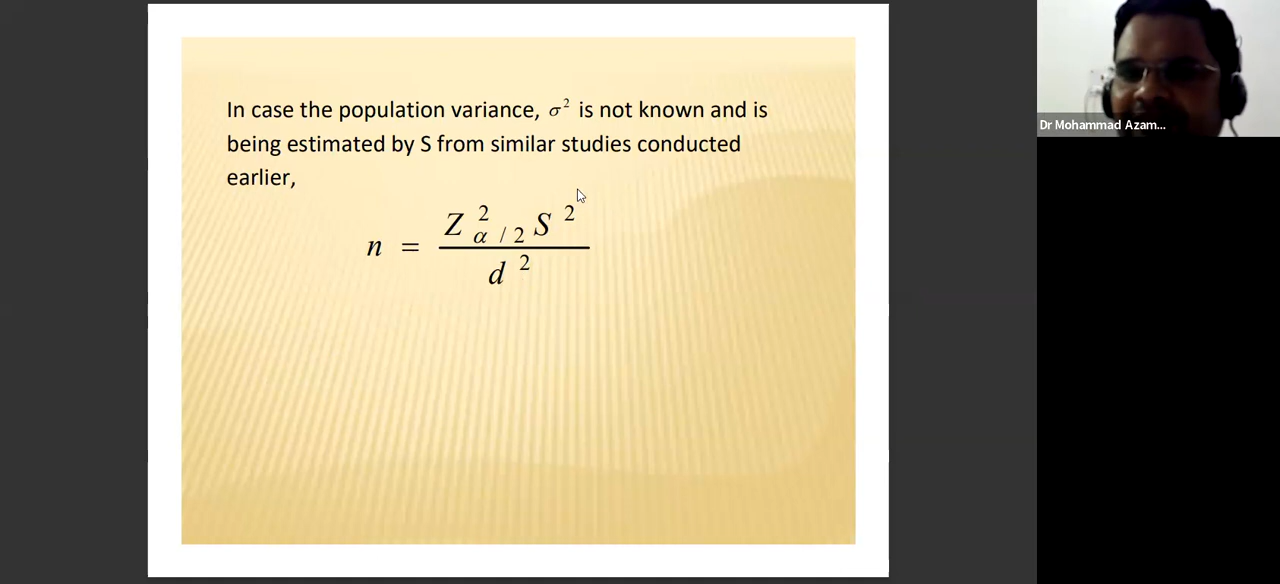 In case the population variance, σ² is not known and is
being estimated by S from similar studies conducted
earlier,
n = Z²α/2 S² / d²
Dr Mohammad Azam...